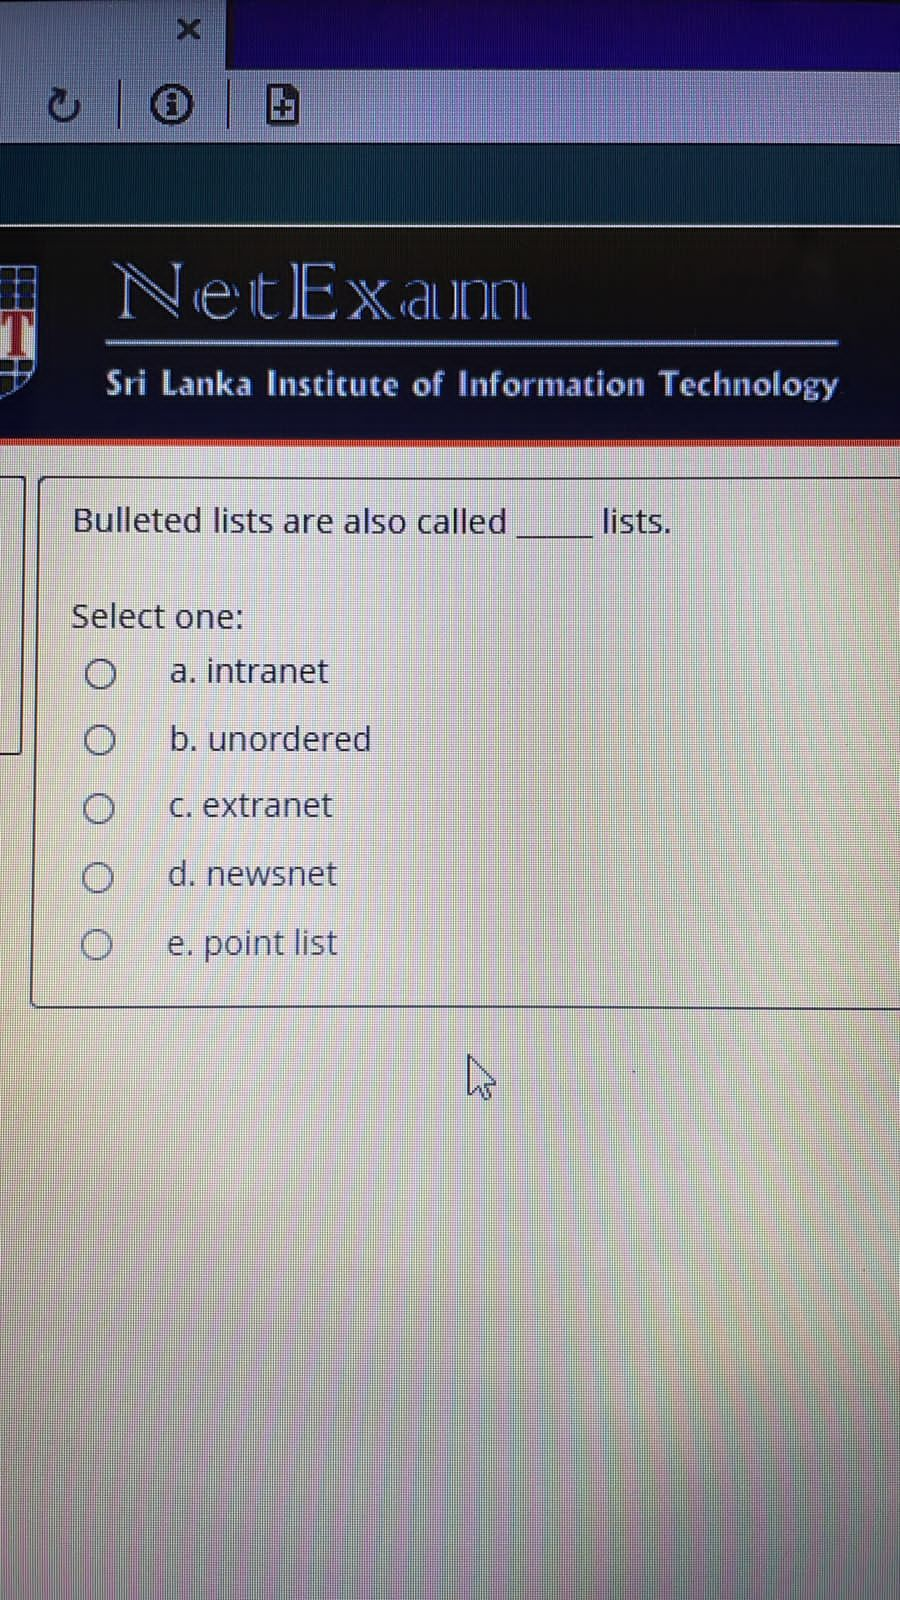 NetExam
T
Sri Lanka Institute of Information Technology
Bulleted lists are also called _____ lists.
Select one:
a. intranet
b. unordered
c. extranet
d. newsnet
e. point list